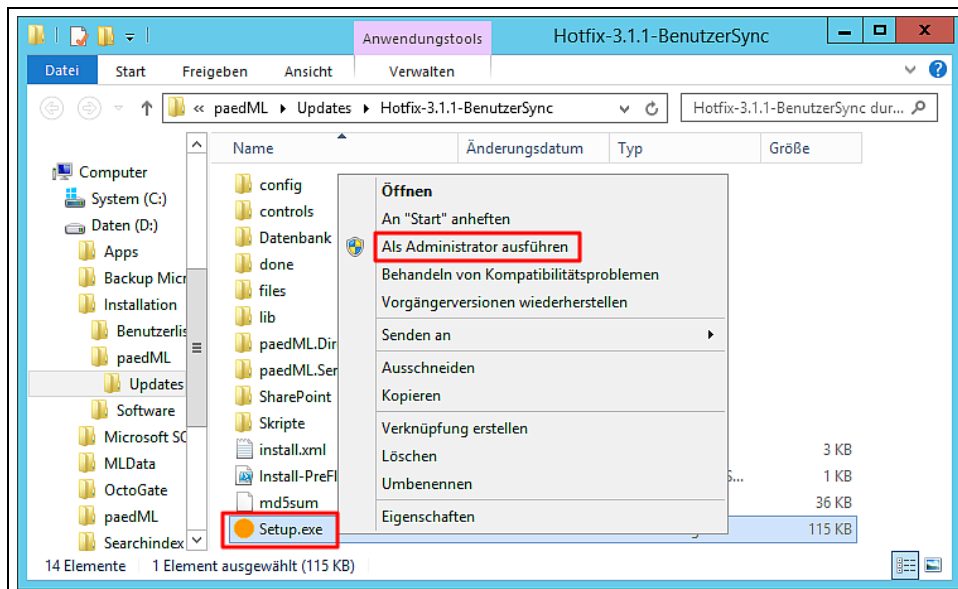 Anwendungstools
Hotfix-3.1.1-BenutzerSync
Datei Start Freigeben Ansicht Verwalten
« paedML Updates Hotfix-3.1.1-BenutzerSync
Hotfix-3.1.1-BenutzerSync dur...
Name Änderungsdatum Typ Größe
Computer
System (C:)
Daten (D:)
Apps
Backup Micr
Installation
Benutzerlis
paedML
Updates
Software
Microsoft SC
MLData
OctoGate
paedML
Searchindex
config
controls
Datenbank
done
files
lib
paedML.Dir
paedML.Ser
SharePoint
Skripte
install.xml 3 KB
Install-PreFl S... 1 KB
md5sum 36 KB
Setup.exe 115 KB
Öffnen
An "Start" anheften
Als Administrator ausführen
Behandeln von Kompatibilitätsproblemen
Vorgängerversionen wiederherstellen
Senden an
Ausschneiden
Kopieren
Verknüpfung erstellen
Löschen
Umbenennen
Eigenschaften
14 Elemente 1 Element ausgewählt (115 KB)